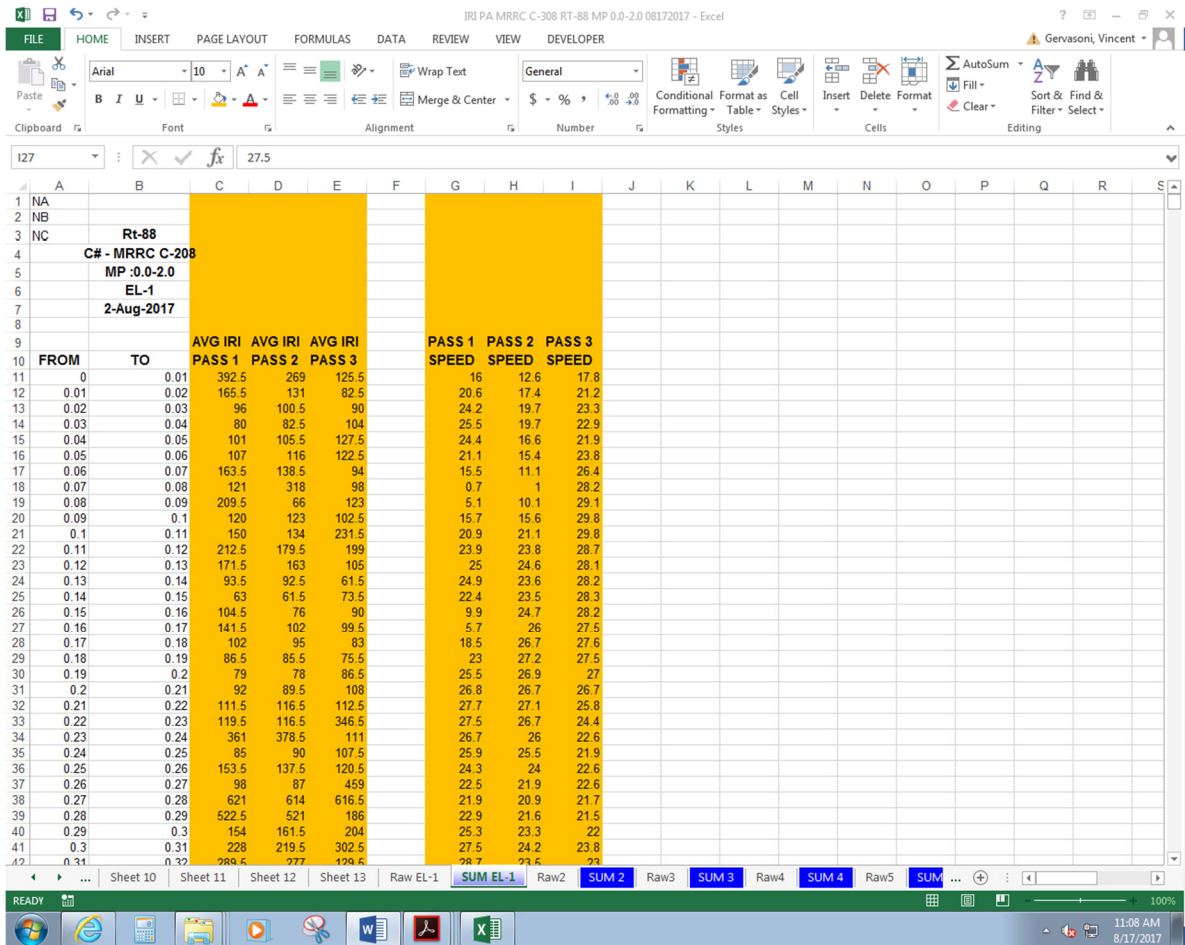 IRI PA MRRC C-308 RT-88 MP 0.0-2.0 08172017 - Excel
FILE HOME INSERT PAGE LAYOUT FORMULAS DATA REVIEW VIEW DEVELOPER Gervasoni, Vincent
Paste
Arial 10
Wrap Text
Merge & Center
General
Conditional Formatting
Format as Table
Cell Styles
Insert Delete Format
AutoSum
Fill
Clear
Sort & Filter
Find & Select
Clipboard Font Alignment Number Styles Cells Editing
I27 fx 27.5
A B C D E F G H I J K L M N O P Q R S
1 NA
2 NB
3 NC Rt-88
4 C# - MRRC C-208
5 MP :0.0-2.0
6 EL-1
7 2-Aug-2017
8
9 AVG IRI AVG IRI AVG IRI PASS 1 PASS 2 PASS 3
10 FROM TO PASS 1 PASS 2 PASS 3 SPEED SPEED SPEED
11 0 0.01 392.5 269 125.5 16 12.6 17.8
12 0.01 0.02 165.5 131 82.5 20.6 17.4 21.2
13 0.02 0.03 96 100.5 90 24.2 19.7 23.3
14 0.03 0.04 80 82.5 104 25.5 19.7 22.9
15 0.04 0.05 101 105.5 127.5 24.4 16.6 21.9
16 0.05 0.06 107 116 122.5 21.1 15.4 23.8
17 0.06 0.07 163.5 138.5 94 15.5 11.1 26.4
18 0.07 0.08 121 318 98 0.7 1 28.2
19 0.08 0.09 209.5 66 123 5.1 10.1 29.1
20 0.09 0.1 120 123 102.5 15.7 15.6 29.8
21 0.1 0.11 150 134 231.5 20.9 21.1 29.8
22 0.11 0.12 212.5 179.5 199 23.9 23.8 28.7
23 0.12 0.13 171.5 163 105 25 24.6 28.1
24 0.13 0.14 93.5 92.5 61.5 24.9 23.6 28.2
25 0.14 0.15 63 61.5 73.5 22.4 23.5 28.3
26 0.15 0.16 104.5 76 90 9.9 24.7 28.2
27 0.16 0.17 141.5 102 99.5 5.7 26 27.5
28 0.17 0.18 102 95 83 18.5 26.7 27.6
29 0.18 0.19 86.5 85.5 75.5 23 27.2 27.5
30 0.19 0.2 79 78 86.5 25.5 26.9 27
31 0.2 0.21 92 89.5 108 26.8 26.7 26.7
32 0.21 0.22 111.5 116.5 112.5 27.7 27.1 25.8
33 0.22 0.23 119.5 116.5 346.5 27.5 26.7 24.4
34 0.23 0.24 361 378.5 111 26.7 26 22.6
35 0.24 0.25 85 90 107.5 25.9 25.5 21.9
36 0.25 0.26 153.5 137.5 120.5 24.3 24 22.6
37 0.26 0.27 98 87 459 22.5 21.9 22.6
38 0.27 0.28 621 614 616.5 21.9 20.9 21.7
39 0.28 0.29 522.5 521 186 22.9 21.6 21.5
40 0.29 0.3 154 161.5 204 25.3 23.3 22
41 0.3 0.31 228 219.5 302.5 27.5 24.2 23.8
42 0.31 0.32 289.5 277 129.5 28.7 23.5 23
... Sheet 10 Sheet 11 Sheet 12 Sheet 13 Raw EL-1 SUM EL-1 Raw2 SUM 2 Raw3 SUM 3 Raw4 SUM 4 Raw5 SUM ...
READY 100%
11:08 AM
8/17/2017